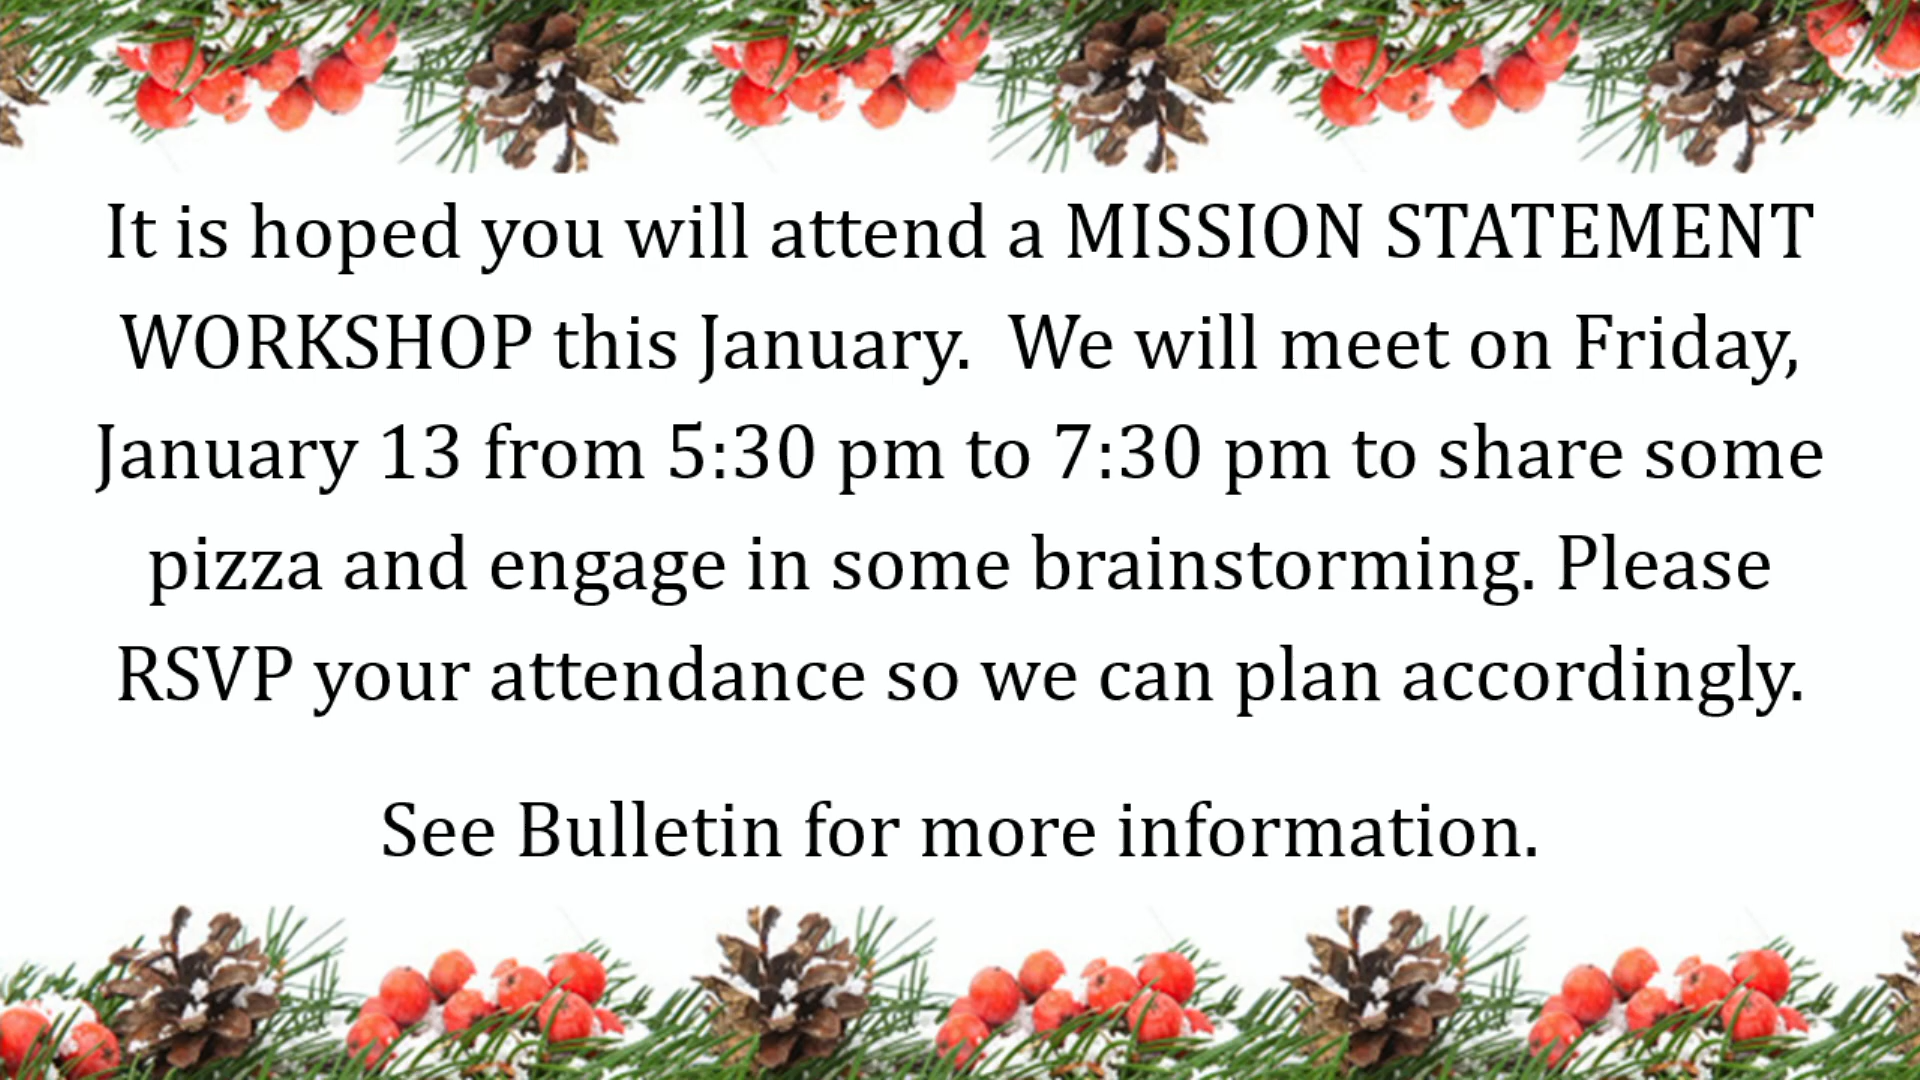 It is hoped you will attend a MISSION STATEMENT
WORKSHOP this January.  We will meet on Friday,
January 13 from 5:30 pm to 7:30 pm to share some
pizza and engage in some brainstorming. Please
RSVP your attendance so we can plan accordingly.
See Bulletin for more information.